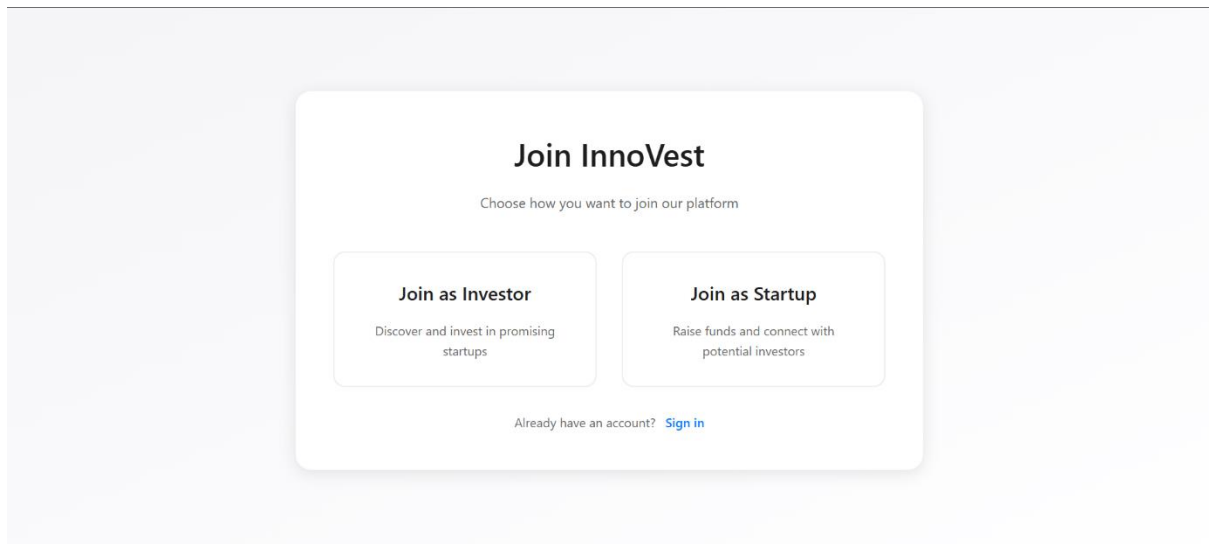 Join InnoVest
Choose how you want to join our platform
Join as Investor
Discover and invest in promising
startups
Join as Startup
Raise funds and connect with
potential investors
Already have an account? Sign in